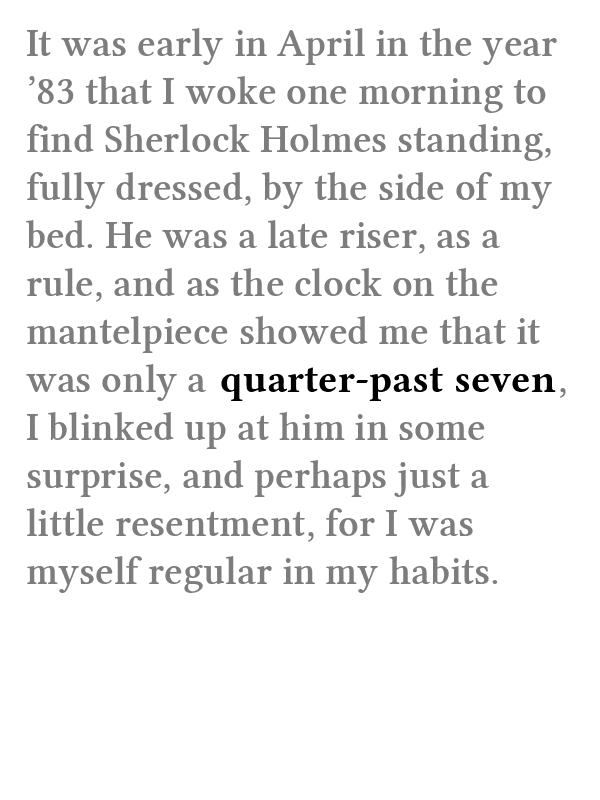 It was early in April in the year
’83 that I woke one morning to
find Sherlock Holmes standing,
fully dressed, by the side of my
bed. He was a late riser, as a
rule, and as the clock on the
mantelpiece showed me that it
was only a quarter-past seven,
I blinked up at him in some
surprise, and perhaps just a
little resentment, for I was
myself regular in my habits.